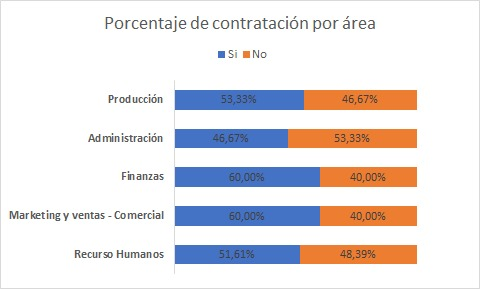 Porcentaje de contratación por área
Si No
Producción 53,33% 46,67%
Administración 46,67% 53,33%
Finanzas 60,00% 40,00%
Marketing y ventas - Comercial 60,00% 40,00%
Recurso Humanos 51,61% 48,39%